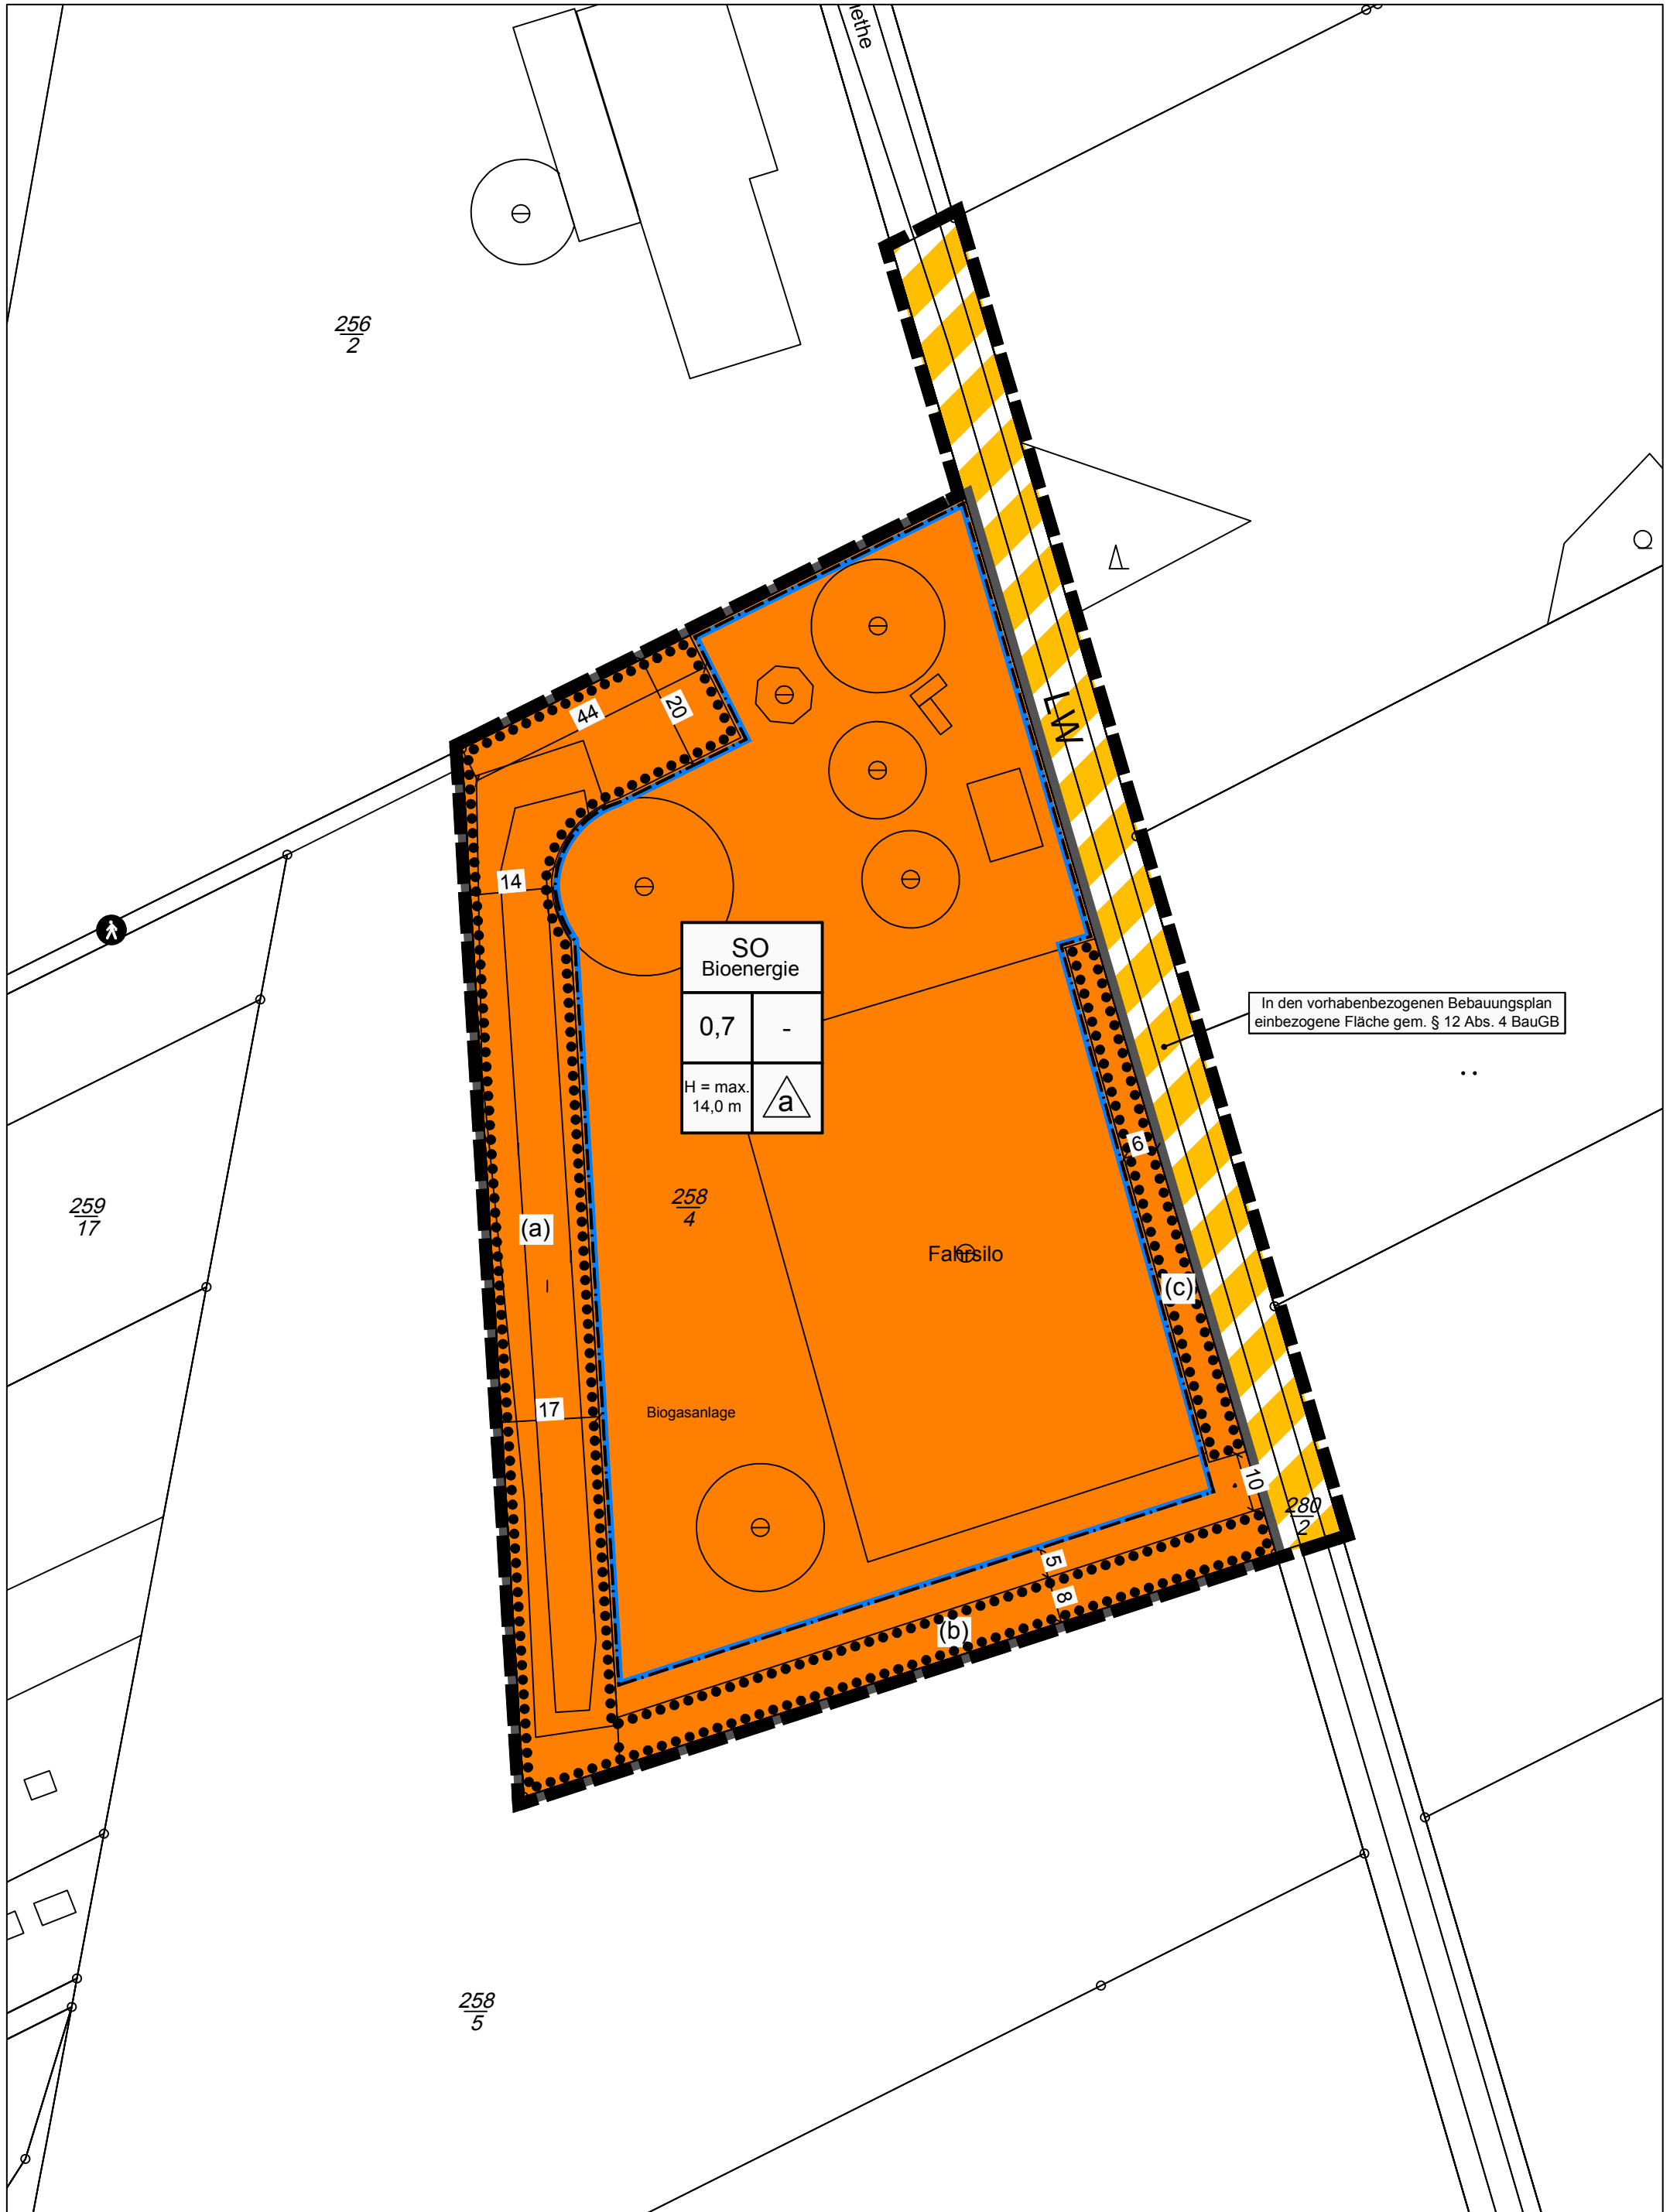 256
2
44
20
LW
14
SO
Bioenergie
0,7
-
H = max.
14,0 m
a
In den vorhabenbezogenen Bebauungsplan
einbezogene Fläche gem. § 12 Abs. 4 BauGB
6
259
17
258
4
(a)
Fahrsilo
(c)
17
Biogasanlage
10
280
2
5
8
(b)
258
5